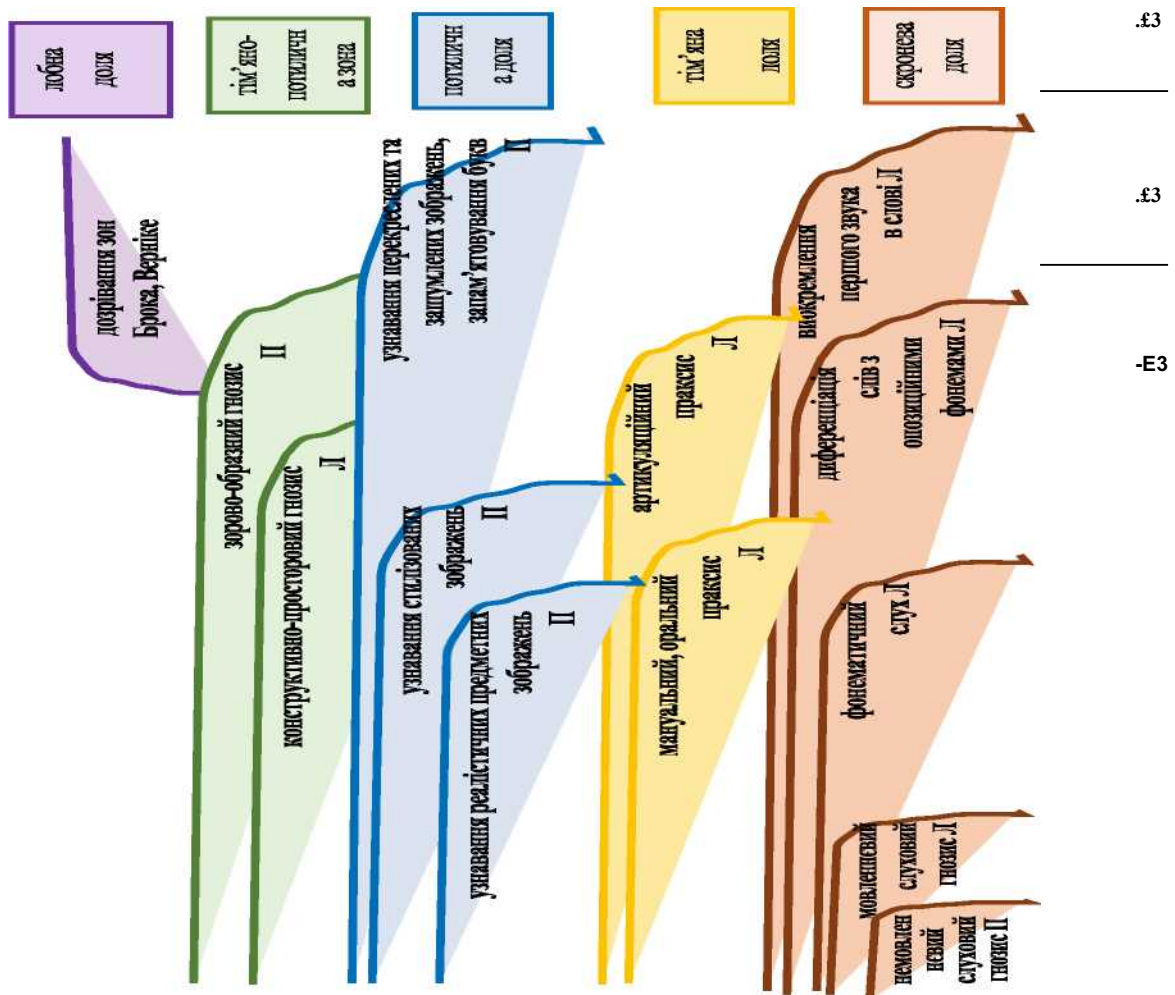 лобна
доля
тім’яно-
потиличн
а зона
потиличн
а доля
тім’яна
доля
скронева
доля
дозрівання зон
Брока, Верніке
зорово-образний гнозис
П
конструктивно-просторовий гнозис
Л
узнавання перекреслених та
зашумлених зображень,
запам’ятовування букв
П
узнавання стилізованих
зображень
П
узнавання реалістичних предметних
зображень
П
артикуляційний
праксис
Л
мануальний, оральний
праксис
Л
виокремлення
першого звука
в слові Л
диференціація
слів з
опозиційними
фонемами Л
фонематичний
слух Л
мовленнєвий
слуховий
гнозис Л
немовлен
нєвий
слуховий
гнозис П
.£3
.£3
-E3